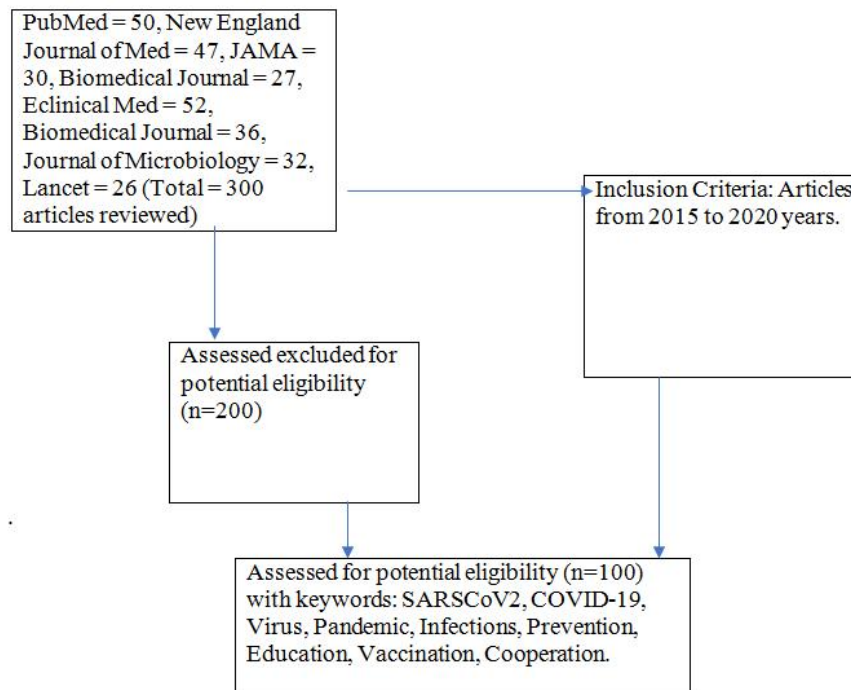 PubMed = 50, New England
Journal of Med = 47, JAMA =
30, Biomedical Journal = 27,
Eclinical Med = 52,
Biomedical Journal = 36,
Journal of Microbiology = 32,
Lancet = 26 (Total = 300
articles reviewed)
Inclusion Criteria: Articles
from 2015 to 2020 years.
Assessed excluded for
potential eligibility
(n=200)
.
Assessed for potential eligibility (n=100)
with keywords: SARSCoV2, COVID-19,
Virus, Pandemic, Infections, Prevention,
Education, Vaccination, Cooperation.